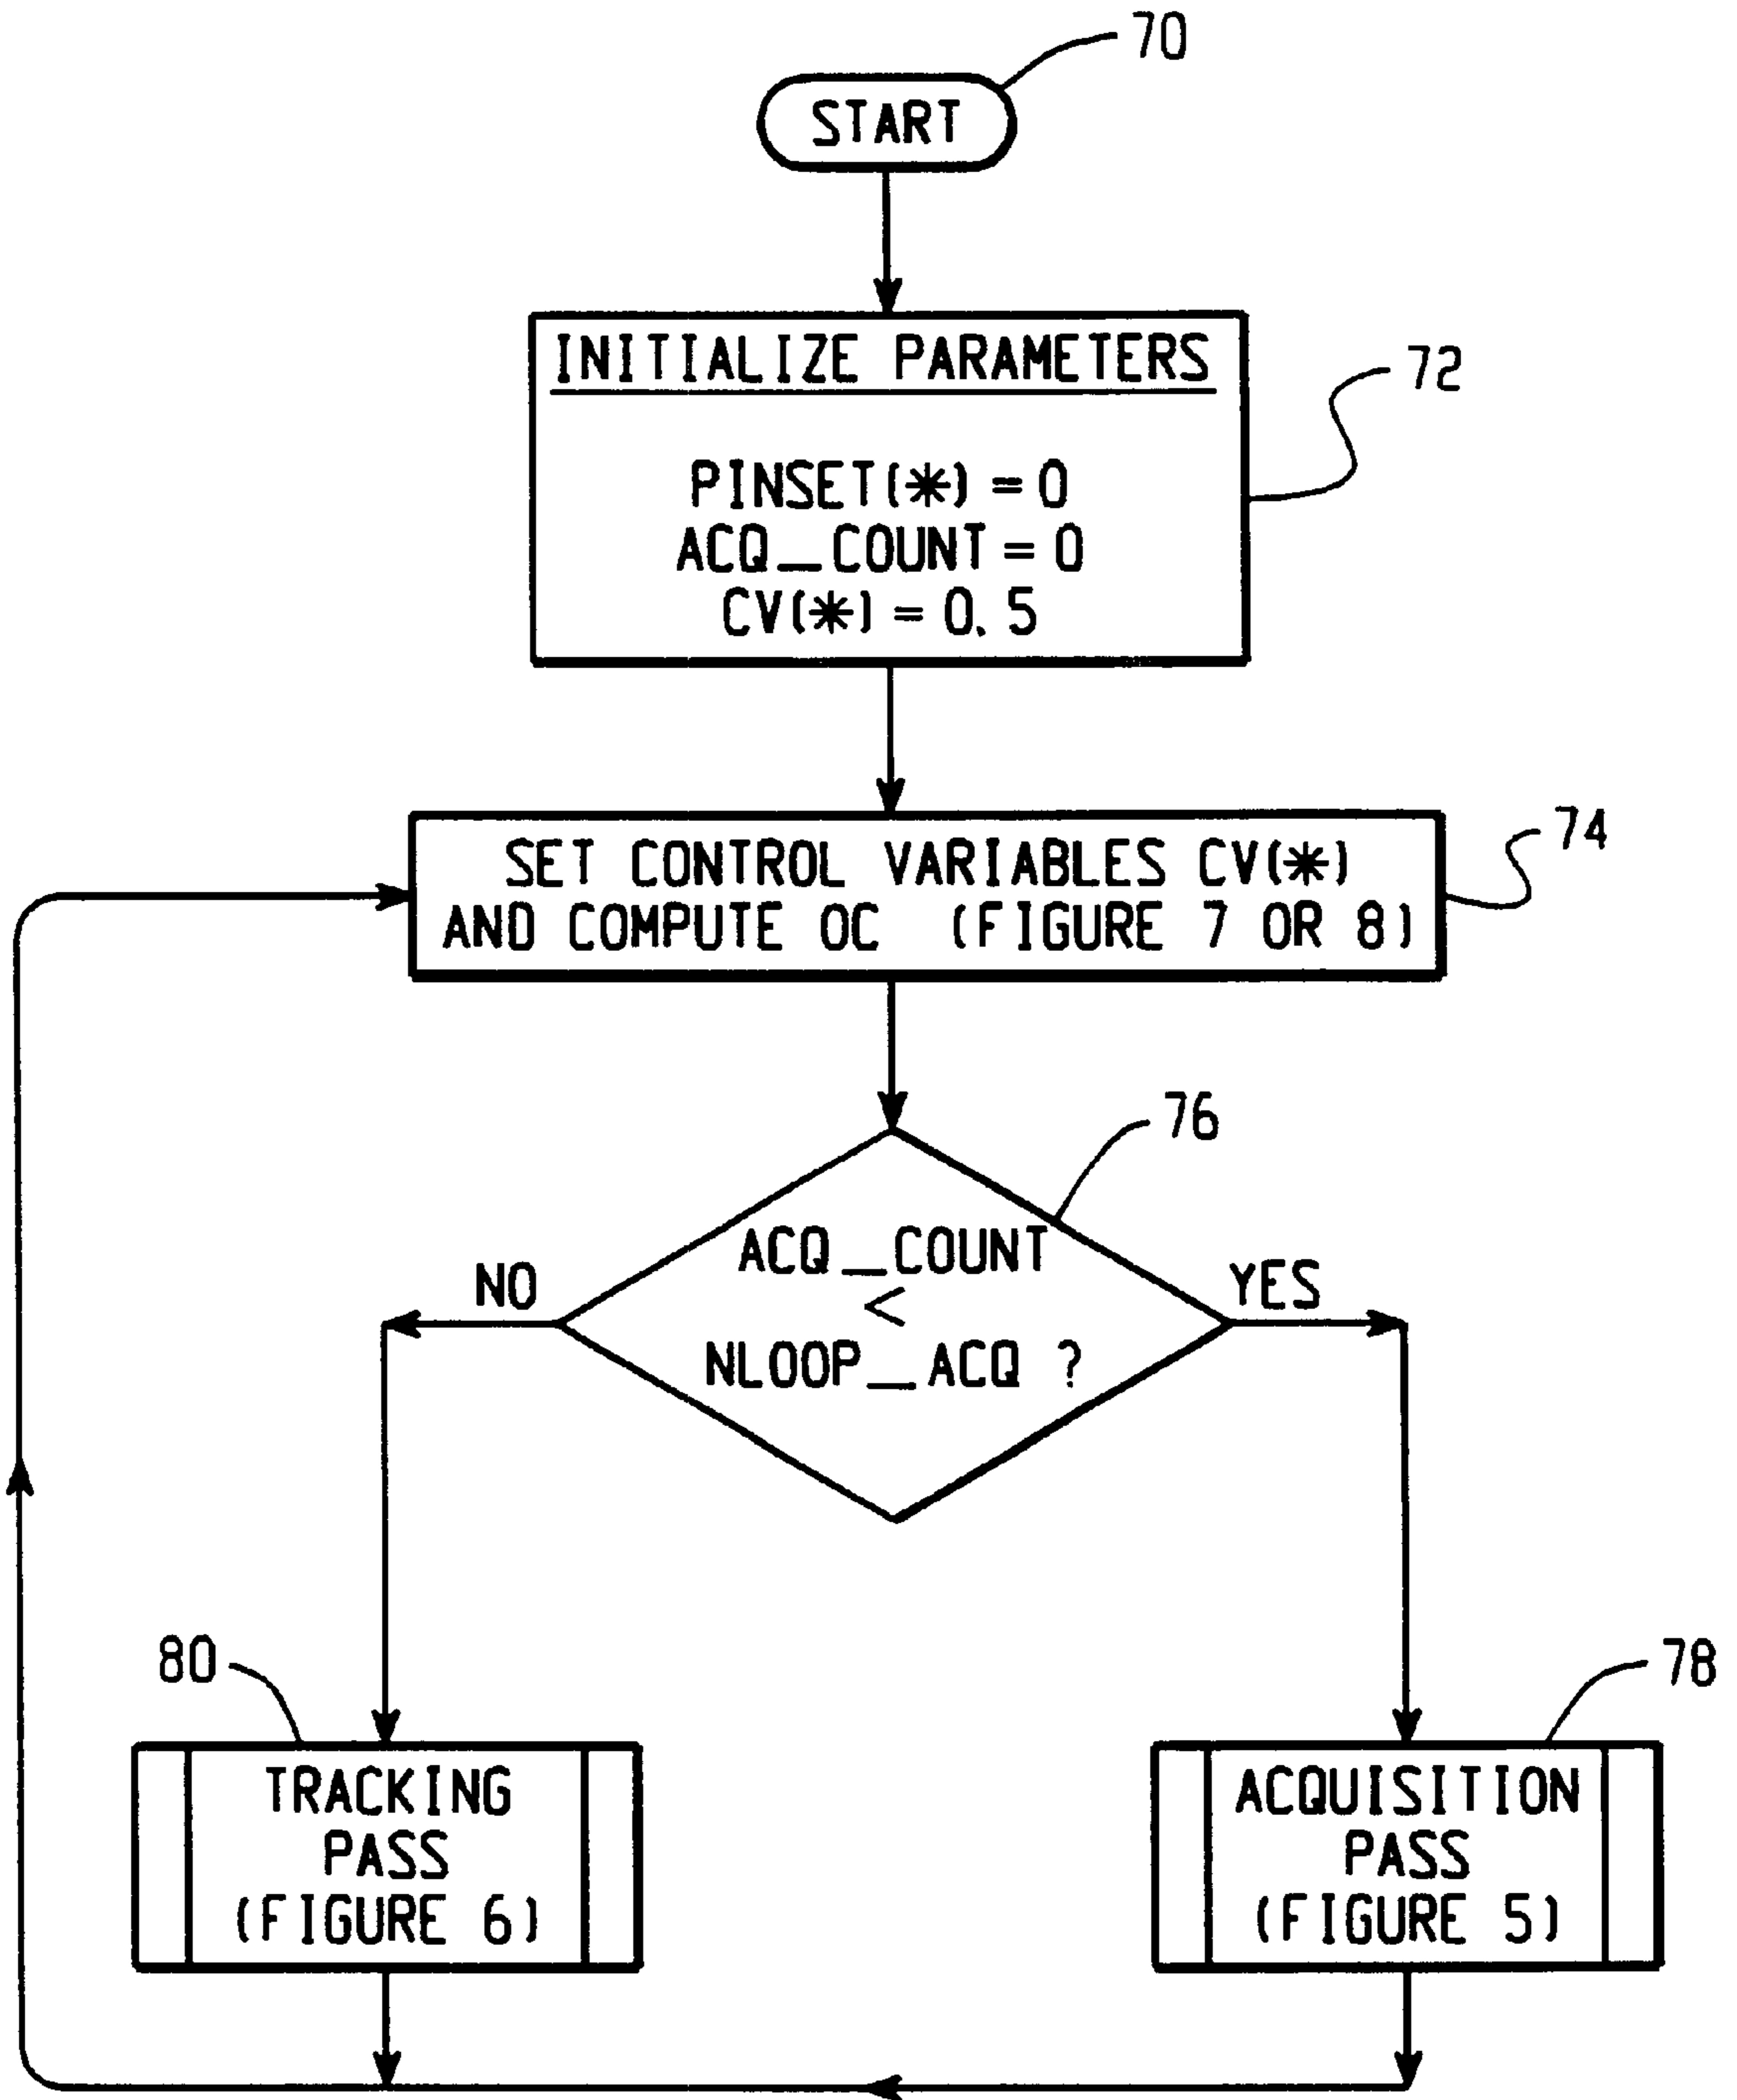 70
START
INITIALIZE PARAMETERS
72
PINSET(*) = 0
ACQ_COUNT = 0
CV(*) = 0.5
74
SET CONTROL VARIABLES CV(*)
AND COMPUTE OC (FIGURE 7 OR 8)
76
ACQ_COUNT
<
NLOOP_ACQ ?
NO
YES
80
78
TRACKING
PASS
(FIGURE 6)
ACQUISITION
PASS
(FIGURE 5)